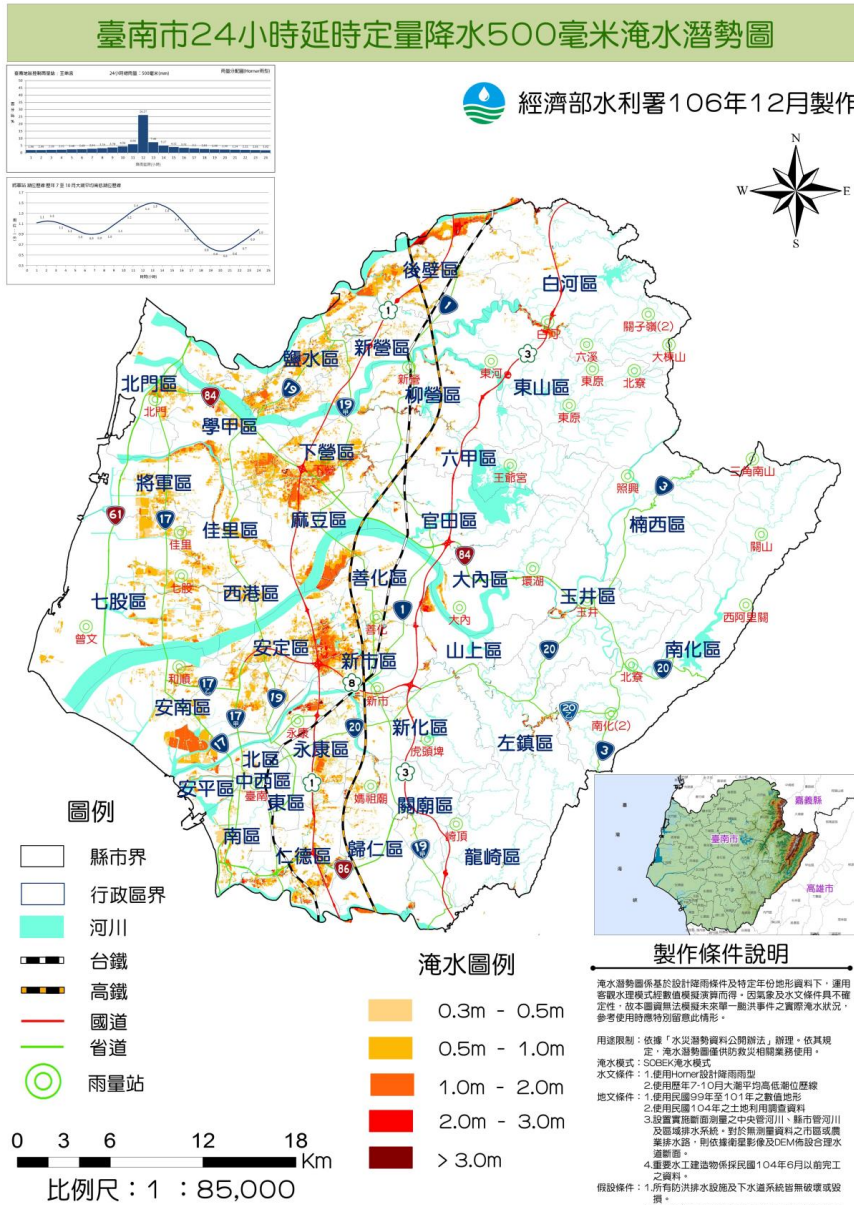 臺南市24小時延時定量降水500毫米淹水潛勢圖
經濟部水利署106年12月製作
N
W
E
S
後壁區
白河區
關子嶺(2)
白河
1
1
3
新營區
鹽水區
新營
東河
六溪
大棟山
東原
北寮
東山區
柳營區
東原
北門區
北門
84
19
19
學甲區
下營區
下營
六甲區
王爺宮
三角南山
將軍區
照興
3
楠西區
61
17
佳里區
佳里
麻豆區
官田區
關山
84
善化區
大內區
環湖
七股區
七股
西港區
玉井區
玉井
西阿里關
曾文
1
善化
大內
安定區
新市區
山上區
20
南化區
20
和順
17
8
新市
北寮
安南區
17
19
永康
20
新化區
20
南化(2)
左鎮區
3
17
北區
永康區
虎頭埤
中西區
安平區
臺南
東區
1
媽祖廟
3
關廟區
崎頂
南區
仁德區
歸仁區
86
19
龍崎區
圖例
縣市界
行政區界
河川
台鐵
高鐵
國道
省道
雨量站
0 3 6 12 18
Km
比例尺：1 ：85,000
淹水圖例
0.3m - 0.5m
0.5m - 1.0m
1.0m - 2.0m
2.0m - 3.0m
> 3.0m
嘉義縣
臺南市
高雄市
臺
灣
海
峽
製作條件說明
淹水潛勢圖係基於設計降雨條件及特定年份地形資料下，運用
客觀水理模式經數值模擬演算而得。因氣象及水文條件具不確
定性，故本圖資無法模擬未來單一颱洪事件之實際淹水狀況，
參考使用時應特別留意此情形。
用途限制：依據「水災潛勢資料公開辦法」辦理。依其規
定，淹水潛勢圖僅供防救災相關業務使用。
淹水模式：SOBEK淹水模式
水文條件：1.使用Horner設計降雨雨型
2.使用歷年7-10月大潮平均高低潮位歷線
地文條件：1.使用民國99年至101年之數值地形
2.使用民國104年之土地利用調查資料
3.設置實施斷面測量之中央管河川、縣市管河川
及區域排水系統。對於無測量資料之市區或農
業排水路，則依據衛星影像及DEM佈設合理水
道斷面。
4.重要水工建造物係採民國104年6月以前完工
之資料。
假設條件：1.所有防洪排水設施及下水道系統皆無破壞或毀
損。